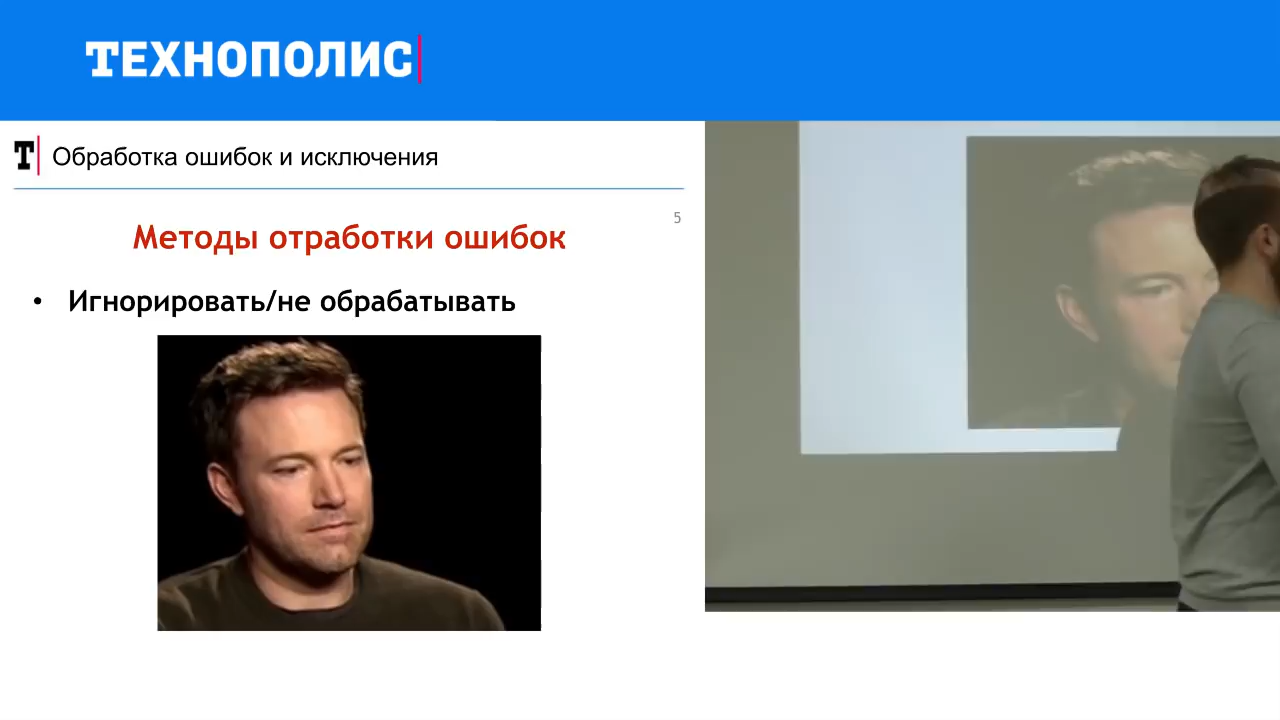 ТЕХНОПОЛИС
Т Обработка ошибок и исключения
5
Методы отработки ошибок
• Игнорировать/не обрабатывать